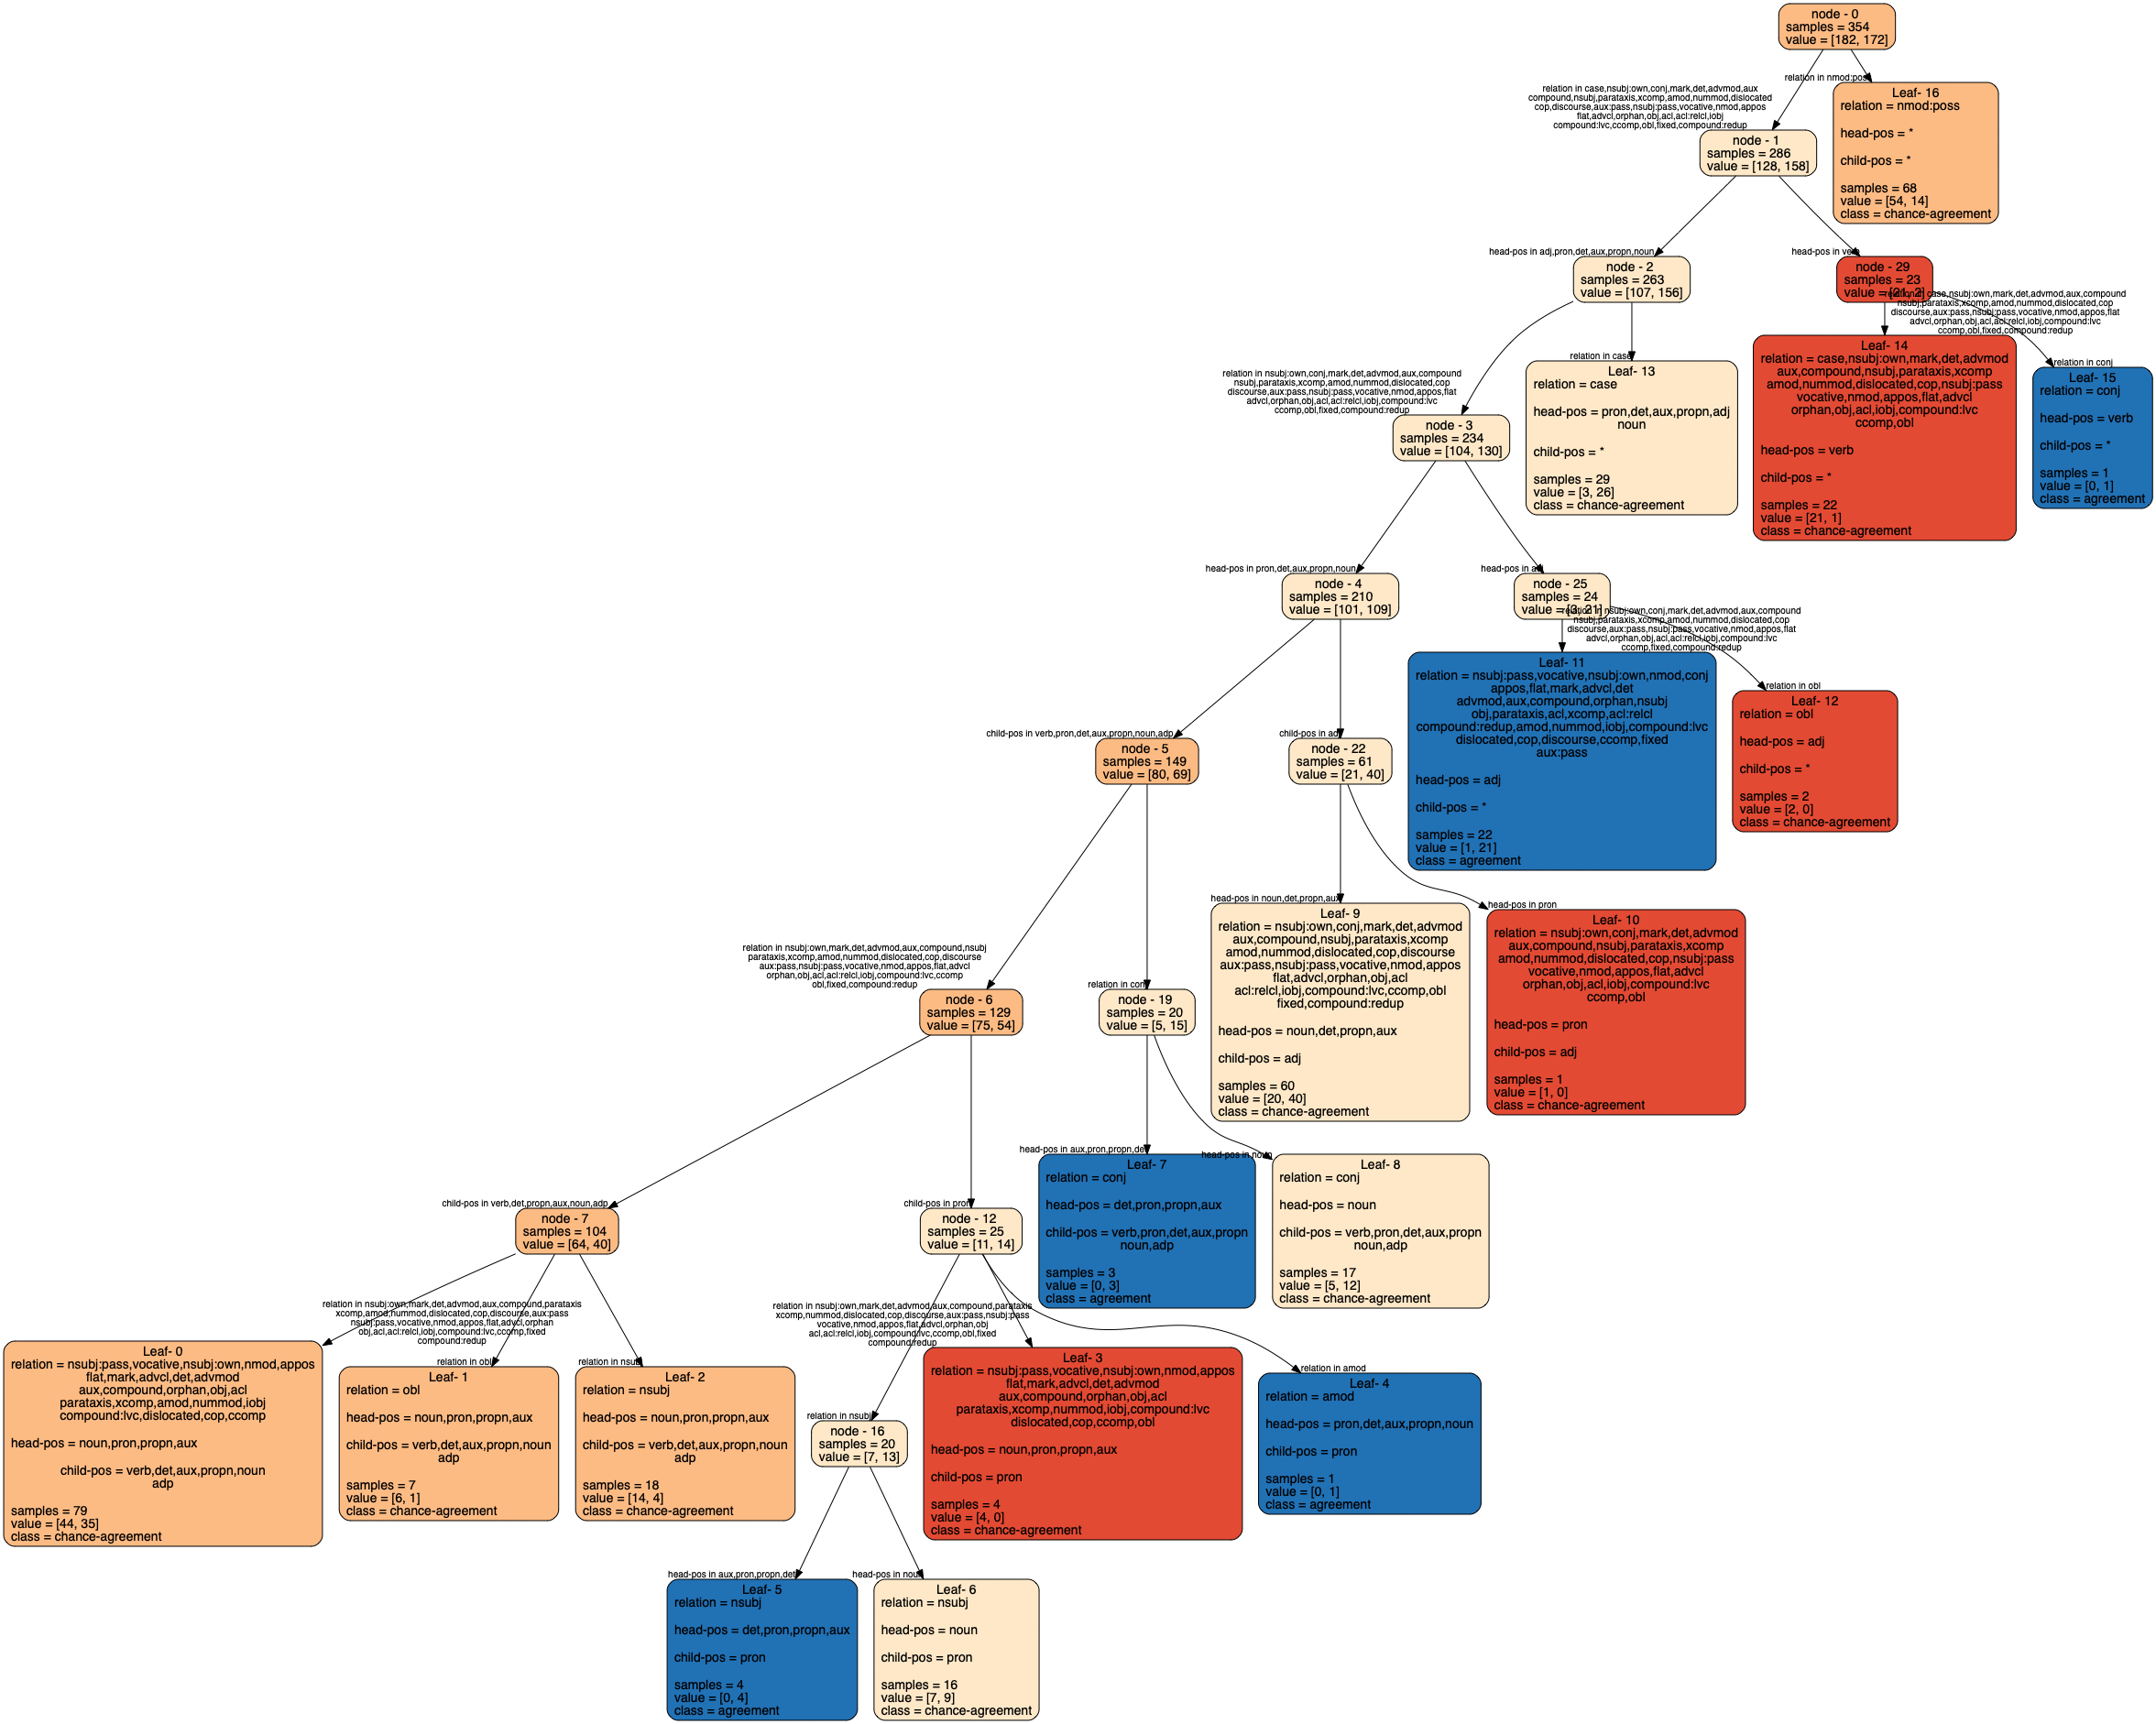 node - 0
samples = 354
value = [182, 172]
relation in case,nsubj:own,conj,mark,det,advmod,aux
compound,nsubj,parataxis,xcomp,amod,nummod,dislocated
cop,discourse,aux:pass,nsubj:pass,vocative,nmod,appos
flat,advcl,orphan,obj,acl,acl:relcl,iobj
compound:lvc,ccomp,obl,fixed,compound:redup
relation in nmod:poss
node - 1
samples = 286
value = [128, 158]
Leaf- 16
relation = nmod:poss
head-pos = *
child-pos = *
samples = 68
value = [54, 14]
class = chance-agreement
head-pos in adj,pron,det,aux,propn,noun
head-pos in verb
node - 2
samples = 263
value = [107, 156]
node - 29
samples = 23
value = [21, 2]
relation in case,nsubj:own,mark,det,advmod,aux,compound
nsubj,parataxis,xcomp,amod,nummod,dislocated,cop
discourse,aux:pass,nsubj:pass,vocative,nmod,appos,flat
advcl,orphan,obj,acl,acl:relcl,iobj,compound:lvc
ccomp,obl,fixed,compound:redup
relation in conj
relation in nsubj:own,conj,mark,det,advmod,aux,compound
nsubj,parataxis,xcomp,amod,nummod,dislocated,cop
discourse,aux:pass,nsubj:pass,vocative,nmod,appos,flat
advcl,orphan,obj,acl,acl:relcl,iobj,compound:lvc
ccomp,obl,fixed,compound:redup
relation in case
node - 3
samples = 234
value = [104, 130]
Leaf- 13
relation = case
head-pos = pron,det,aux,propn,adj
noun
child-pos = *
samples = 29
value = [3, 26]
class = chance-agreement
Leaf- 14
relation = case,nsubj:own,mark,det,advmod
aux,compound,nsubj,parataxis,xcomp
amod,nummod,dislocated,cop,nsubj:pass
vocative,nmod,appos,flat,advcl
orphan,obj,acl,iobj,compound:lvc
ccomp,obl
head-pos = verb
child-pos = *
samples = 22
value = [21, 1]
class = chance-agreement
Leaf- 15
relation = conj
head-pos = verb
child-pos = *
samples = 1
value = [0, 1]
class = agreement
head-pos in pron,det,aux,propn,noun
head-pos in adj
node - 4
samples = 210
value = [101, 109]
node - 25
samples = 24
value = [3, 21]
relation in nsubj:own,conj,mark,det,advmod,aux,compound
nsubj,parataxis,xcomp,amod,nummod,dislocated,cop
discourse,aux:pass,nsubj:pass,vocative,nmod,appos,flat
advcl,orphan,obj,acl,acl:relcl,iobj,compound:lvc
ccomp,fixed,compound:redup
relation in obl
child-pos in verb,pron,det,aux,propn,noun,adp
child-pos in adj
node - 5
samples = 149
value = [80, 69]
node - 22
samples = 61
value = [21, 40]
Leaf- 11
relation = nsubj:pass,vocative,nsubj:own,nmod,conj
appos,flat,mark,advcl,det
advmod,aux,compound,orphan,nsubj
obj,parataxis,acl,xcomp,acl:relcl
compound:redup,amod,nummod,iobj,compound:lvc
dislocated,cop,discourse,ccomp,fixed
aux:pass
head-pos = adj
child-pos = *
samples = 22
value = [1, 21]
class = agreement
Leaf- 12
relation = obl
head-pos = adj
child-pos = *
samples = 2
value = [2, 0]
class = chance-agreement
relation in nsubj:own,mark,det,advmod,aux,compound,nsubj
parataxis,xcomp,amod,nummod,dislocated,cop,discourse
aux:pass,nsubj:pass,vocative,nmod,appos,flat,advcl
orphan,obj,acl,acl:relcl,iobj,compound:lvc,ccomp
obl,fixed,compound:redup
relation in conj
head-pos in noun,det,propn,aux
head-pos in pron
node - 6
samples = 129
value = [75, 54]
node - 19
samples = 20
value = [5, 15]
Leaf- 9
relation = nsubj:own,conj,mark,det,advmod
aux,compound,nsubj,parataxis,xcomp
amod,nummod,dislocated,cop,discourse
aux:pass,nsubj:pass,vocative,nmod,appos
flat,advcl,orphan,obj,acl
acl:relcl,iobj,compound:lvc,ccomp,obl
fixed,compound:redup
head-pos = noun,det,propn,aux
child-pos = adj
samples = 60
value = [20, 40]
class = chance-agreement
Leaf- 10
relation = nsubj:own,conj,mark,det,advmod
aux,compound,nsubj,parataxis,xcomp
amod,nummod,dislocated,cop,nsubj:pass
vocative,nmod,appos,flat,advcl
orphan,obj,acl,iobj,compound:lvc
ccomp,obl
head-pos = pron
child-pos = adj
samples = 1
value = [1, 0]
class = chance-agreement
child-pos in verb,det,propn,aux,noun,adp
child-pos in pron
head-pos in aux,pron,propn,det
head-pos in noun
node - 7
samples = 104
value = [64, 40]
node - 12
samples = 25
value = [11, 14]
Leaf- 7
relation = conj
head-pos = det,pron,propn,aux
child-pos = verb,pron,det,aux,propn
noun,adp
samples = 3
value = [0, 3]
class = agreement
Leaf- 8
relation = conj
head-pos = noun
child-pos = verb,pron,det,aux,propn
noun,adp
samples = 17
value = [5, 12]
class = chance-agreement
relation in nsubj:own,mark,det,advmod,aux,compound,parataxis
xcomp,amod,nummod,dislocated,cop,discourse,aux:pass
nsubj:pass,vocative,nmod,appos,flat,advcl,orphan
obj,acl,acl:relcl,iobj,compound:lvc,ccomp,fixed
compound:redup
relation in obl
relation in nsubj
relation in nsubj:own,mark,det,advmod,aux,compound,parataxis
xcomp,nummod,dislocated,cop,discourse,aux:pass,nsubj:pass
vocative,nmod,appos,flat,advcl,orphan,obj
acl,acl:relcl,iobj,compound:lvc,ccomp,obl,fixed
compound:redup
relation in amod
Leaf- 0
relation = nsubj:pass,vocative,nsubj:own,nmod,appos
flat,mark,advcl,det,advmod
aux,compound,orphan,obj,acl
parataxis,xcomp,amod,nummod,iobj
compound:lvc,dislocated,cop,ccomp
head-pos = noun,pron,propn,aux
child-pos = verb,det,aux,propn,noun
adp
samples = 79
value = [44, 35]
class = chance-agreement
Leaf- 1
relation = obl
head-pos = noun,pron,propn,aux
child-pos = verb,det,aux,propn,noun
adp
samples = 7
value = [6, 1]
class = chance-agreement
Leaf- 2
relation = nsubj
head-pos = noun,pron,propn,aux
child-pos = verb,det,aux,propn,noun
adp
samples = 18
value = [14, 4]
class = chance-agreement
relation in nsubj
node - 16
samples = 20
value = [7, 13]
Leaf- 3
relation = nsubj:pass,vocative,nsubj:own,nmod,appos
flat,mark,advcl,det,advmod
aux,compound,orphan,obj,acl
parataxis,xcomp,nummod,iobj,compound:lvc
dislocated,cop,ccomp,obl
head-pos = noun,pron,propn,aux
child-pos = pron
samples = 4
value = [4, 0]
class = chance-agreement
Leaf- 4
relation = amod
head-pos = pron,det,aux,propn,noun
child-pos = pron
samples = 1
value = [0, 1]
class = agreement
head-pos in aux,pron,propn,det
head-pos in noun
Leaf- 5
relation = nsubj
head-pos = det,pron,propn,aux
child-pos = pron
samples = 4
value = [0, 4]
class = agreement
Leaf- 6
relation = nsubj
head-pos = noun
child-pos = pron
samples = 16
value = [7, 9]
class = chance-agreement